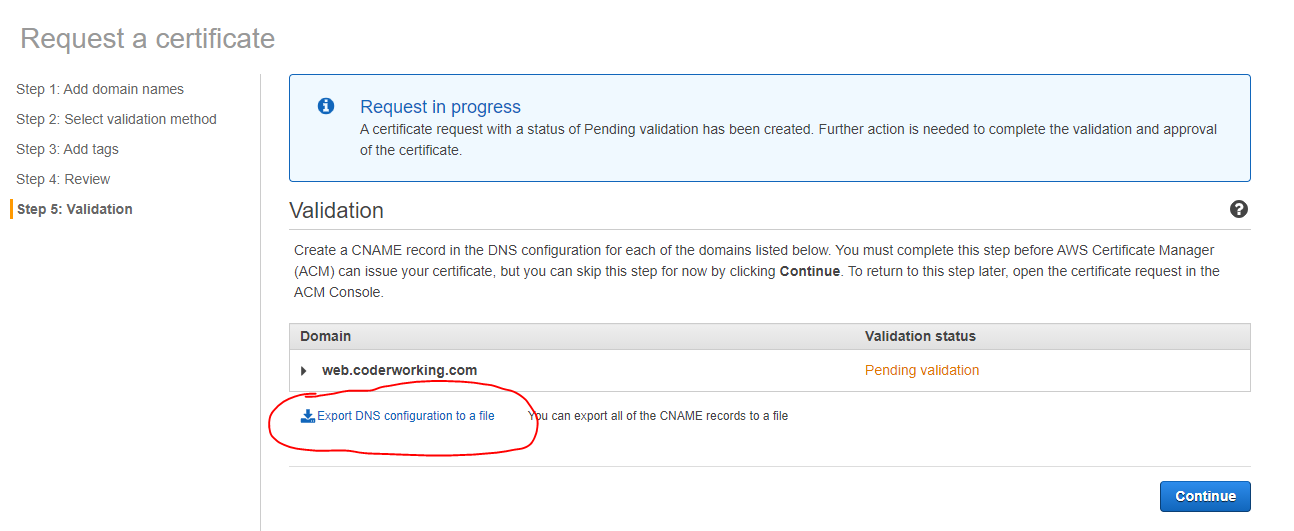 Request a certificate
Step 1: Add domain names
Step 2: Select validation method
Step 3: Add tags
Step 4: Review
Step 5: Validation
Request in progress
A certificate request with a status of Pending validation has been created. Further action is needed to complete the validation and approval
of the certificate.
Validation
Create a CNAME record in the DNS configuration for each of the domains listed below. You must complete this step before AWS Certificate Manager
(ACM) can issue your certificate, but you can skip this step for now by clicking Continue. To return to this step later, open the certificate request in the
ACM Console.
Domain Validation status
web.coderworking.com Pending validation
Export DNS configuration to a file You can export all of the CNAME records to a file
Continue